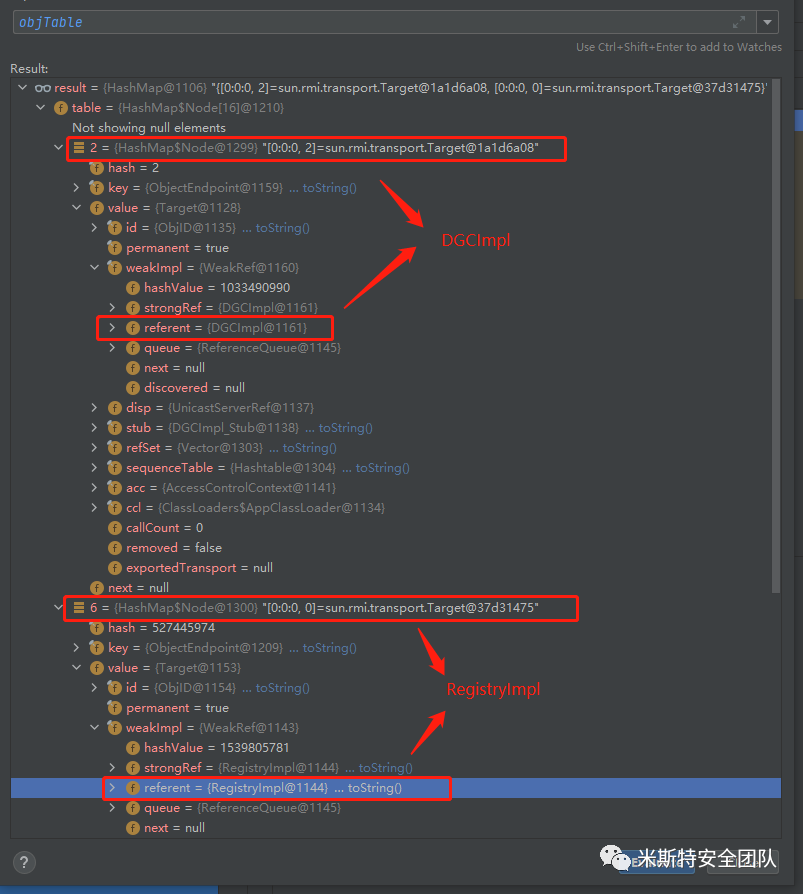 objTable
Use Ctrl+Shift+Enter to add to Watches
Result:
result = {HashMap@1106} "{[0:0:0, 2]=sun.rmi.transport.Target@1a1d6a08, [0:0:0, 0]=sun.rmi.transport.Target@37d31475}"
table = {HashMap$Node[16]@1210}
Not showing null elements
2 = {HashMap$Node@1299} "[0:0:0, 2]=sun.rmi.transport.Target@1a1d6a08"
hash = 2
key = {ObjectEndpoint@1159} ... toString()
value = {Target@1128}
id = {ObjID@1135} ... toString()
permanent = true
DGCImpl
weakImpl = {WeakRef@1160}
hashValue = 1033490990
strongRef = {DGCImpl@1161}
referent = {DGCImpl@1161}
queue = {ReferenceQueue@1145}
next = null
discovered = null
disp = {UnicastServerRef@1137}
stub = {DGCImpl_Stub@1138} ... toString()
refSet = {Vector@1303} ... toString()
sequenceTable = {Hashtable@1304} ... toString()
acc = {AccessControlContext@1141}
ccl = {ClassLoaders$AppClassLoader@1134}
callCount = 0
removed = false
exportedTransport = null
next = null
6 = {HashMap$Node@1300} "[0:0:0, 0]=sun.rmi.transport.Target@37d31475"
hash = 527445974
key = {ObjectEndpoint@1209} ... toString()
value = {Target@1153}
id = {ObjID@1154} ... toString()
RegistryImpl
permanent = true
weakImpl = {WeakRef@1143}
hashValue = 1539805781
strongRef = {RegistryImpl@1144} ... toString()
referent = {RegistryImpl@1144} ... toString()
queue = {ReferenceQueue@1145}
next = null
米斯特安全团队
?